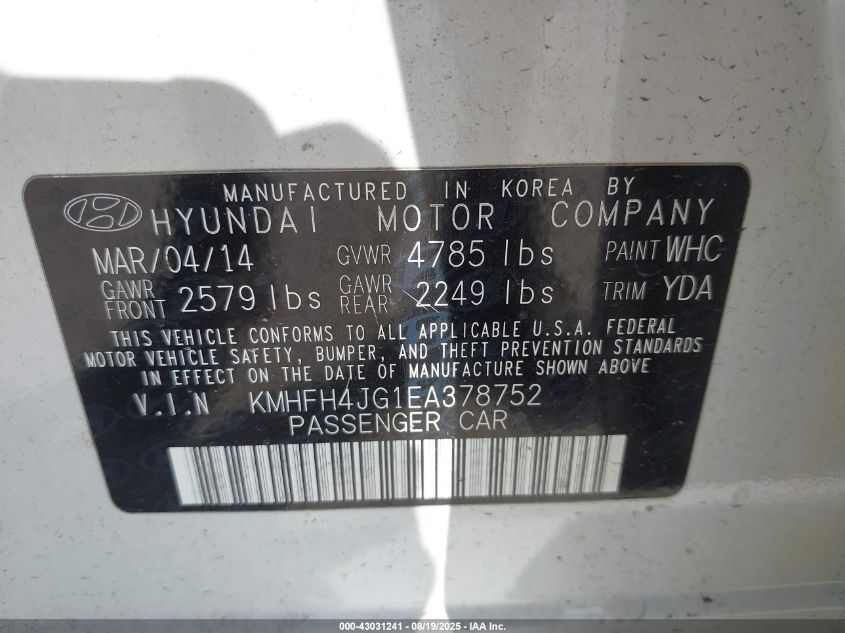 MANUFACTURED IN KOREA BY
HYUNDAI MOTOR COMPANY
MAR/04/14 GVWR 4785 lbs PAINT WHC
GAWR FRONT 2579 lbs GAWR REAR 2249 lbs TRIM YDA
THIS VEHICLE CONFORMS TO ALL APPLICABLE U.S.A. FEDERAL
MOTOR VEHICLE SAFETY, BUMPER, AND THEFT PREVENTION STANDARDS
IN EFFECT ON THE DATE OF MANUFACTURE SHOWN ABOVE
V.I.N KMHFH4JG1EA378752
PASSENGER CAR
000-43031241 - 08/19/2025 - IAA Inc.